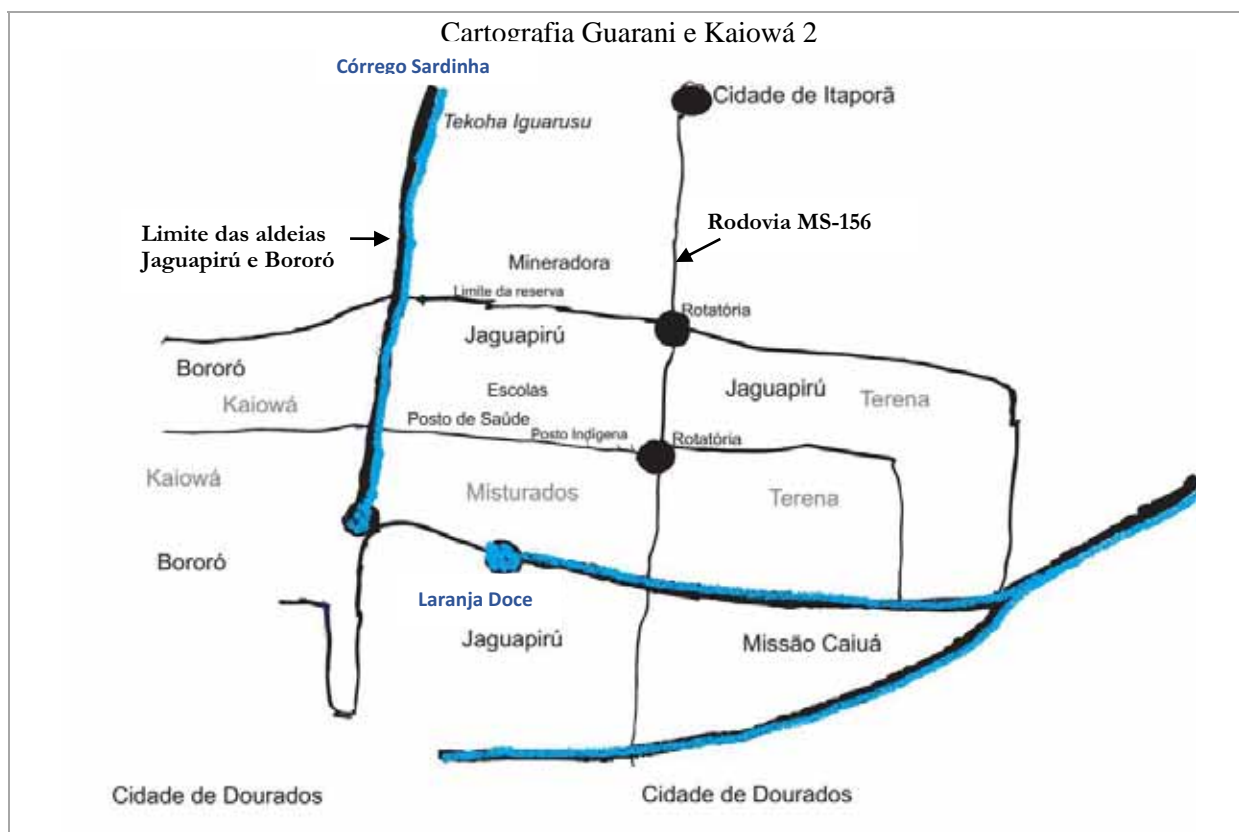 Cartografia Guarani e Kaiowá 2
Córrego Sardinha
Cidade de Itaporã
Tekoha Iguarusu
Rodovia MS-156
Limite das aldeias
Jaguapirú e Bororó
Mineradora
Limite da reserva
Rotatória
Jaguapirú
Bororó
Jaguapirú
Escolas
Terena
Kaiowá
Posto de Saúde
Posto Indígena
Rotatória
Kaiowá
Misturados
Terena
Bororó
Laranja Doce
Jaguapirú
Missão Caiuá
Cidade de Dourados
Cidade de Dourados